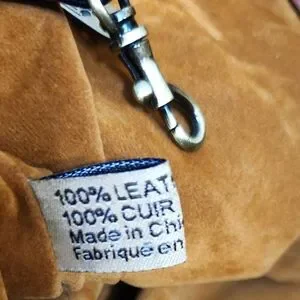 100% LEAT
100% CUIR
Made in Chi
Fabriqué en